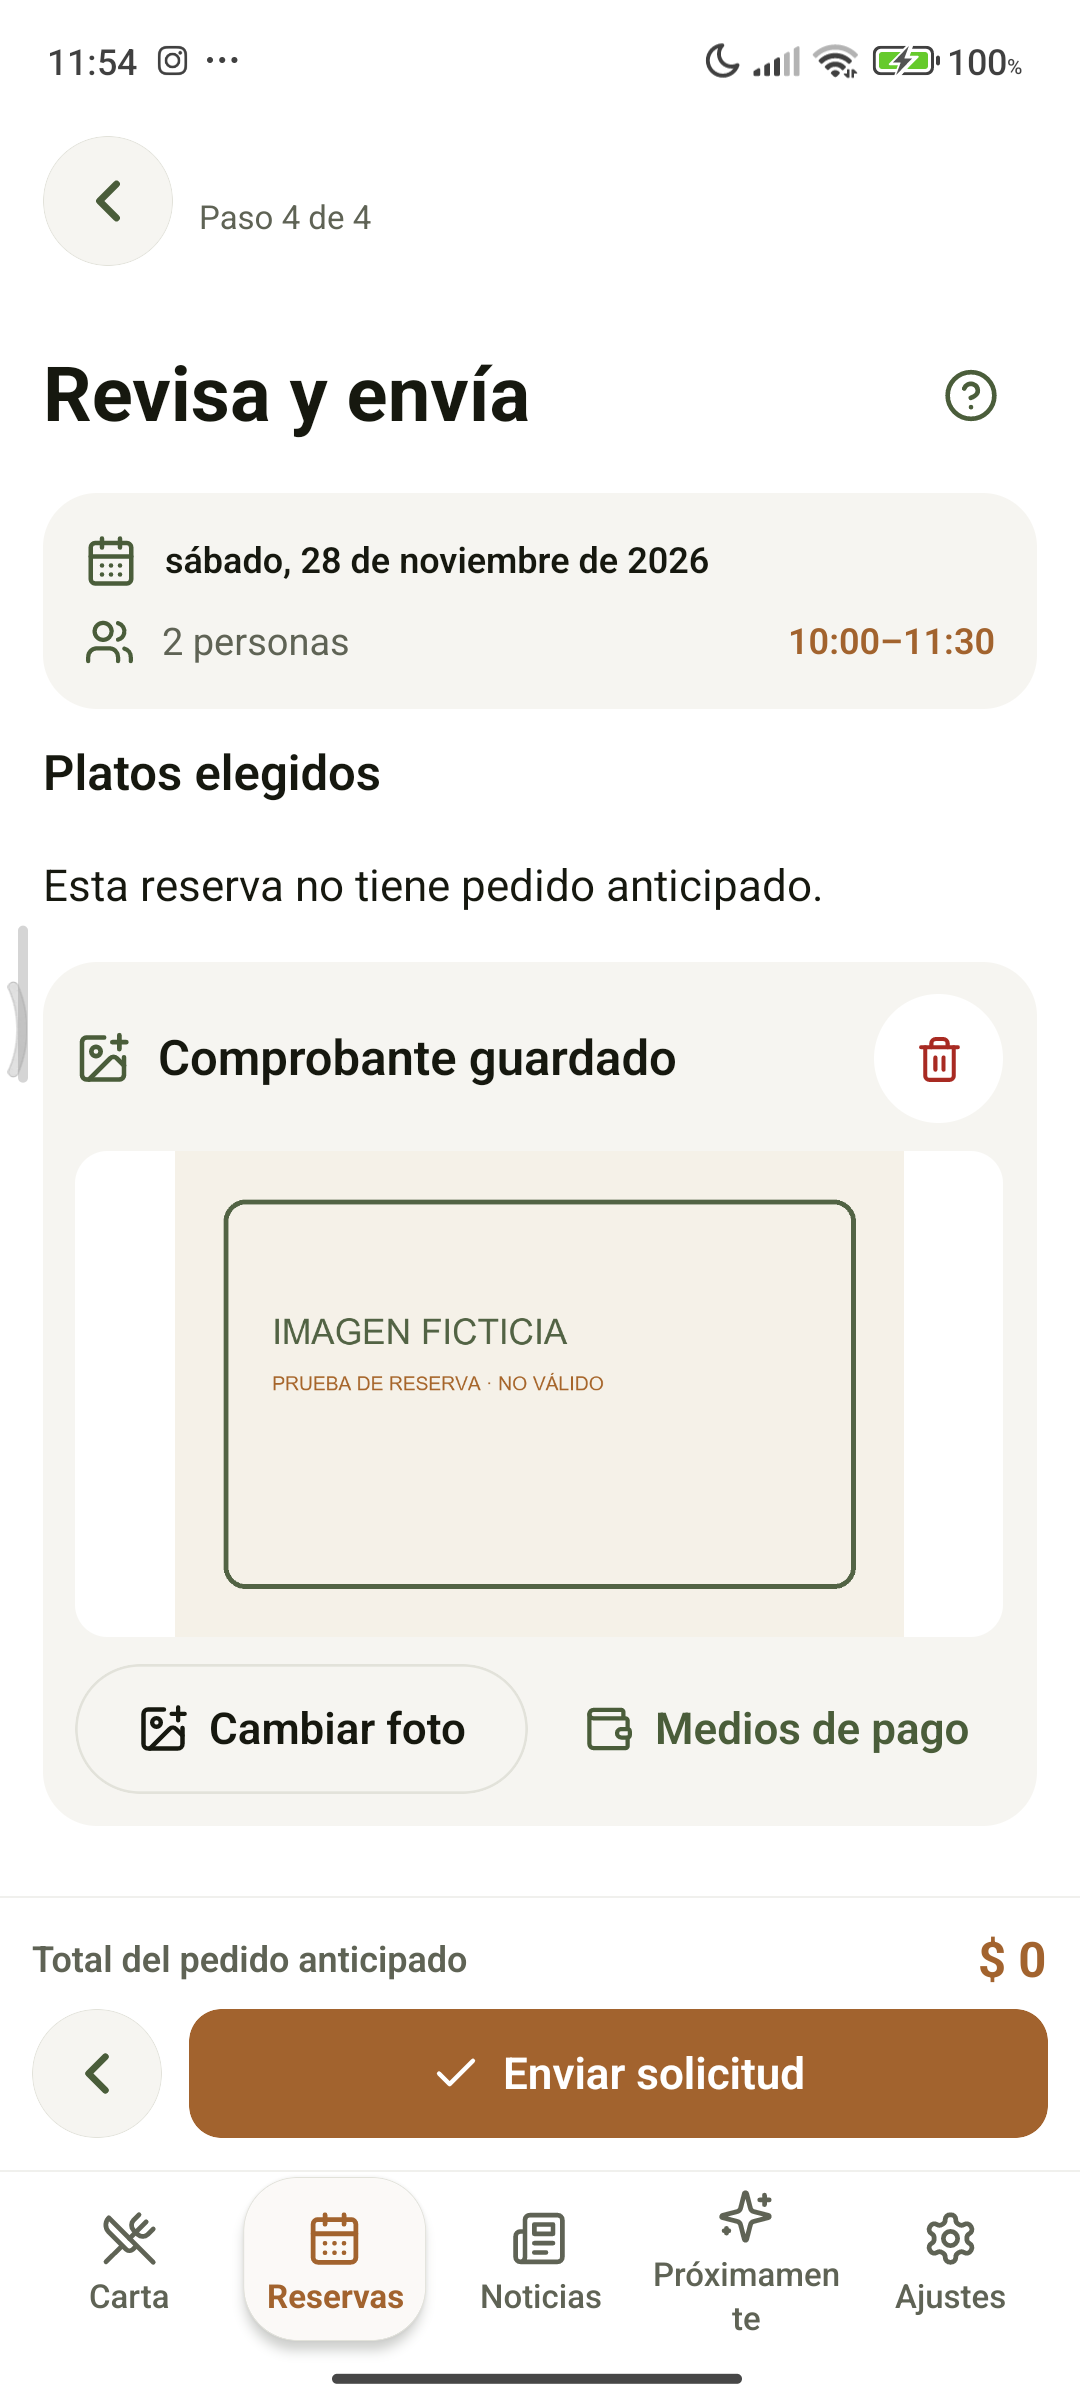 11:54
100%
Paso 4 de 4
Revisa y envía
sábado, 28 de noviembre de 2026
2 personas
10:00–11:30
Platos elegidos
Esta reserva no tiene pedido anticipado.
Comprobante guardado
IMAGEN FICTICIA
PRUEBA DE RESERVA · NO VÁLIDO
Cambiar foto
Medios de pago
Total del pedido anticipado
$ 0
Enviar solicitud
Carta
Reservas
Noticias
Próximamen
te
Ajustes